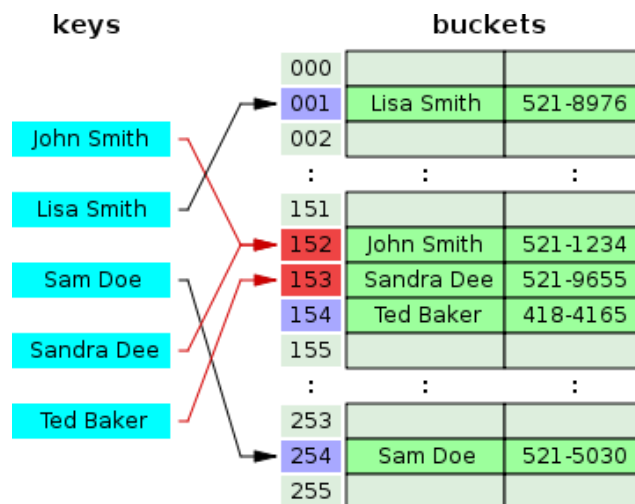 keys
buckets
John Smith
Lisa Smith
Sam Doe
Sandra Dee
Ted Baker
000
001 Lisa Smith 521-8976
002
: : :
151
152 John Smith 521-1234
153 Sandra Dee 521-9655
154 Ted Baker 418-4165
155
: : :
253
254 Sam Doe 521-5030
255